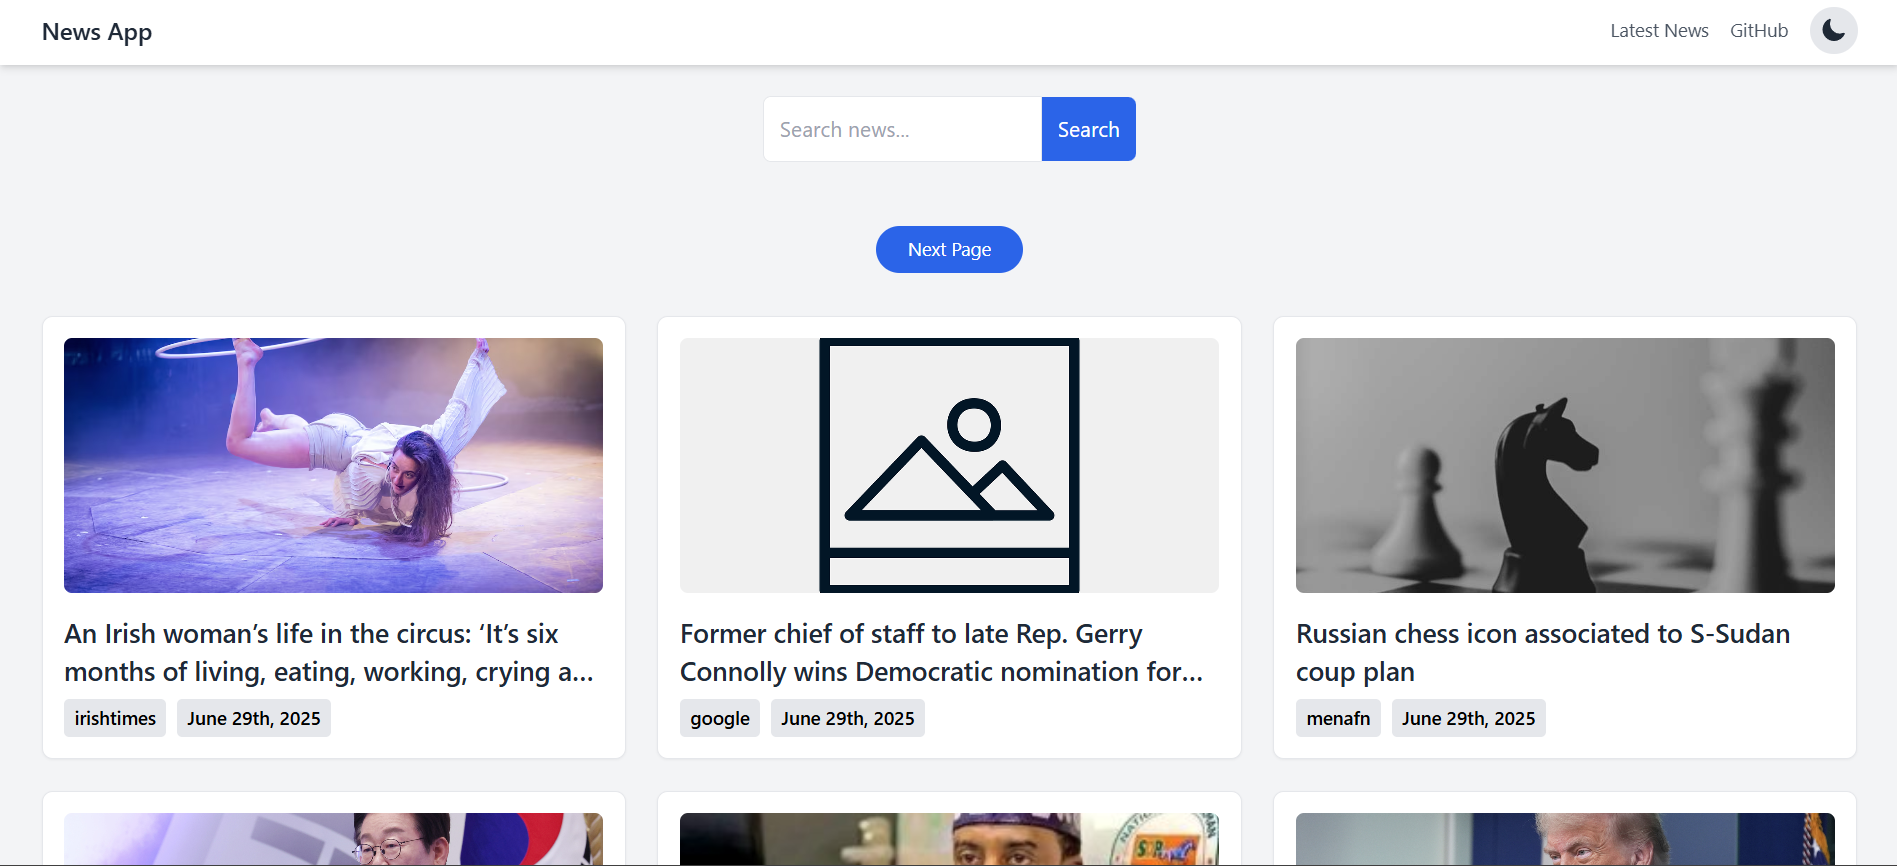 News App
Latest News
GitHub
Search news...
Search
Next Page
An Irish woman’s life in the circus: ‘It’s six
months of living, eating, working, crying a...
irishtimes
June 29th, 2025
Former chief of staff to late Rep. Gerry
Connolly wins Democratic nomination for...
google
June 29th, 2025
Russian chess icon associated to S-Sudan
coup plan
menafn
June 29th, 2025